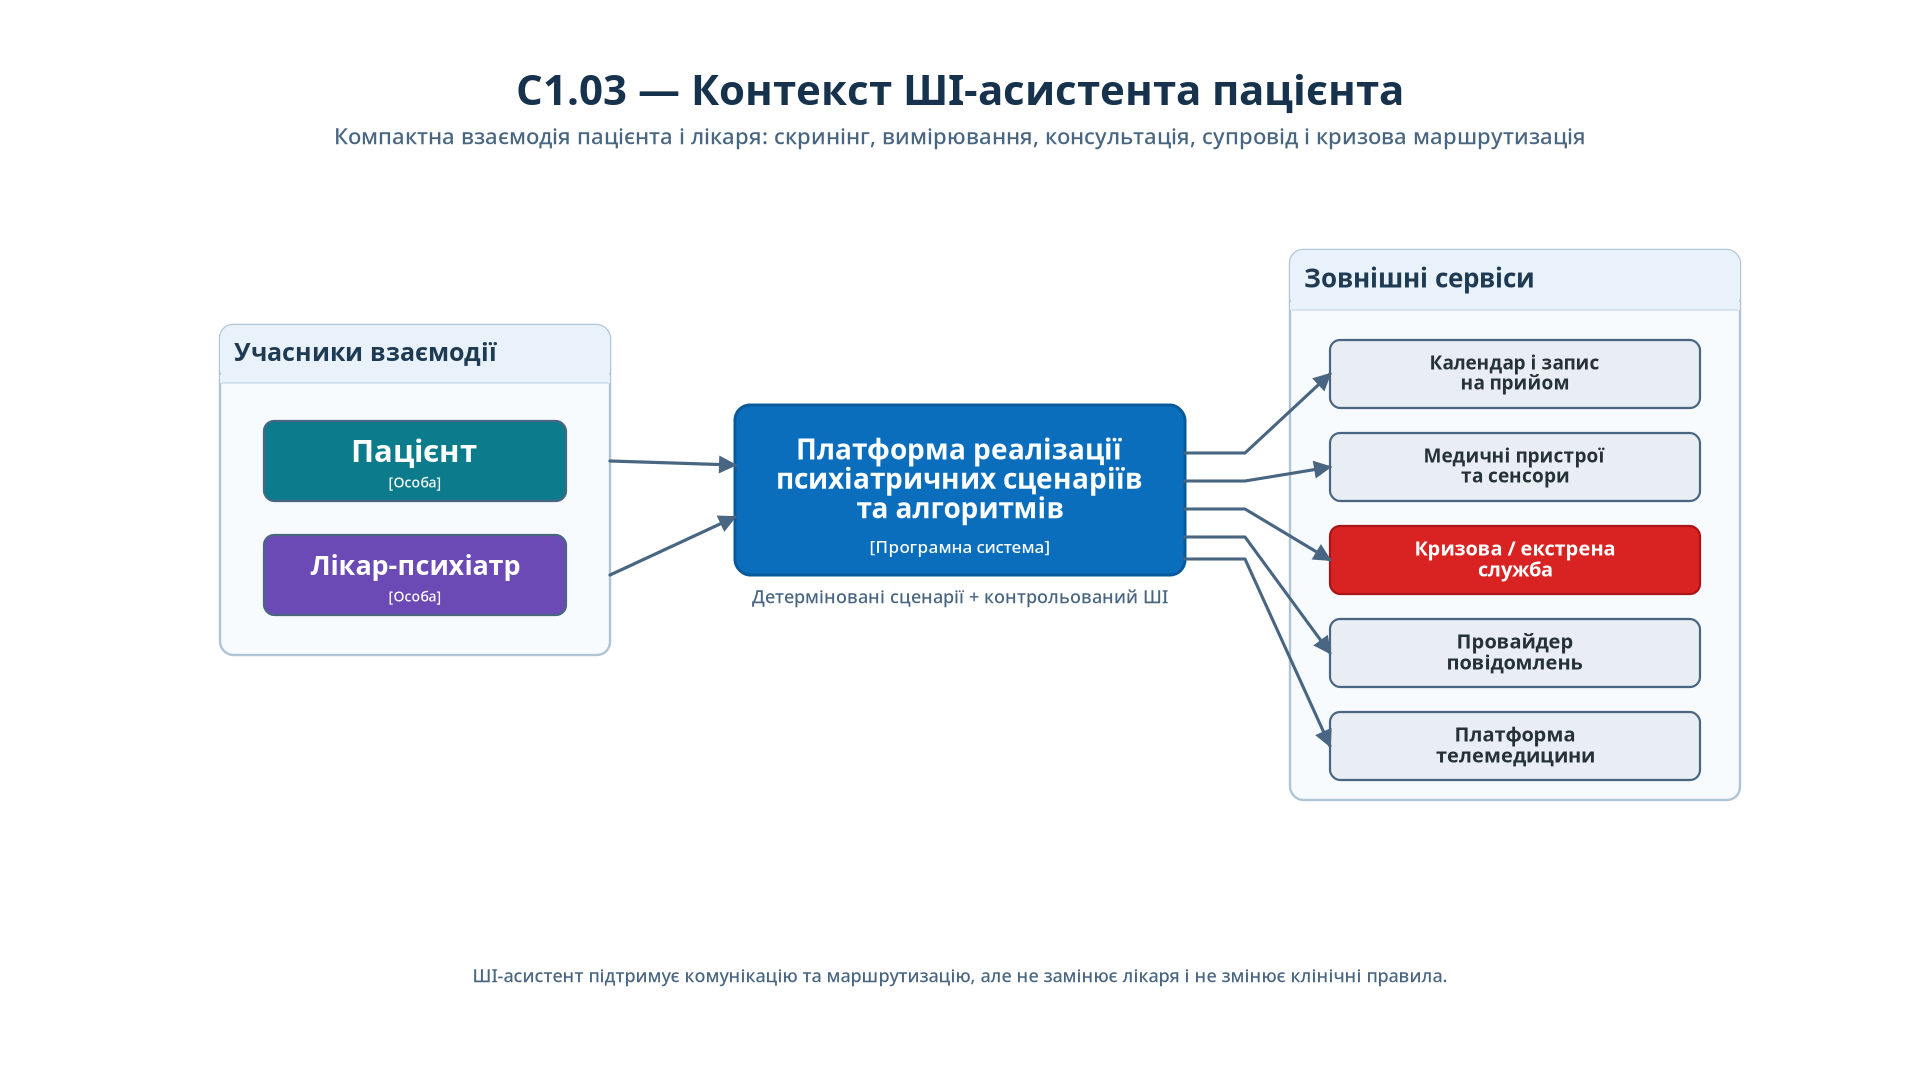 C1.03 — Контекст ШІ-асистента пацієнта
Компактна взаємодія пацієнта і лікаря: скринінг, вимірювання, консультація, супровід і кризова маршрутизація
Учасники взаємодії
Пацієнт
[Особа]
Лікар-психіатр
[Особа]
Платформа реалізації
психіатричних сценаріїв
та алгоритмів
[Програмна система]
Детерміновані сценарії + контрольований ШІ
Зовнішні сервіси
Календар і запис
на прийом
Медичні пристрої
та сенсори
Кризова / екстрена
служба
Провайдер
повідомлень
Платформа
телемедицини
ШІ-асистент підтримує комунікацію та маршрутизацію, але не замінює лікаря і не змінює клінічні правила.